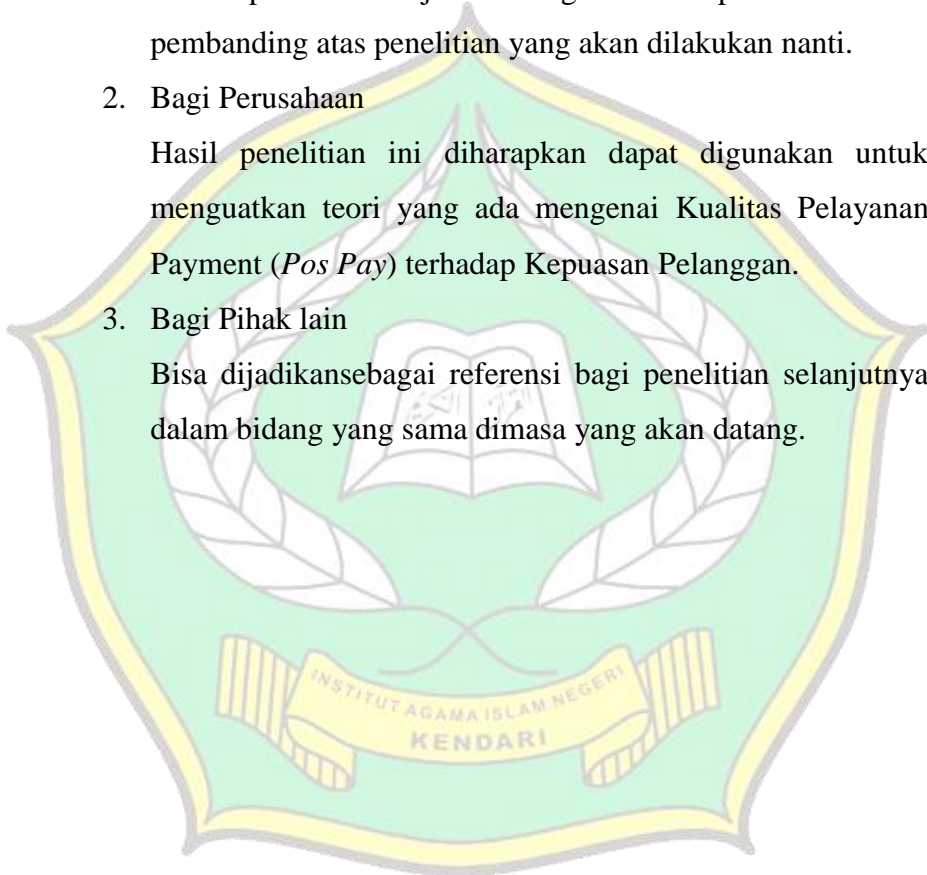 pembanding atas penelitian yang akan dilakukan nanti.
2. Bagi Perusahaan
Hasil penelitian ini diharapkan dapat digunakan untuk
menguatkan teori yang ada mengenai Kualitas Pelayanan
Payment (Pos Pay) terhadap Kepuasan Pelanggan.
3. Bagi Pihak lain
Bisa dijadikansebagai referensi bagi penelitian selanjutnya
dalam bidang yang sama dimasa yang akan datang.
INSTITUT AGAMA ISLAM NEGERI
KENDARI